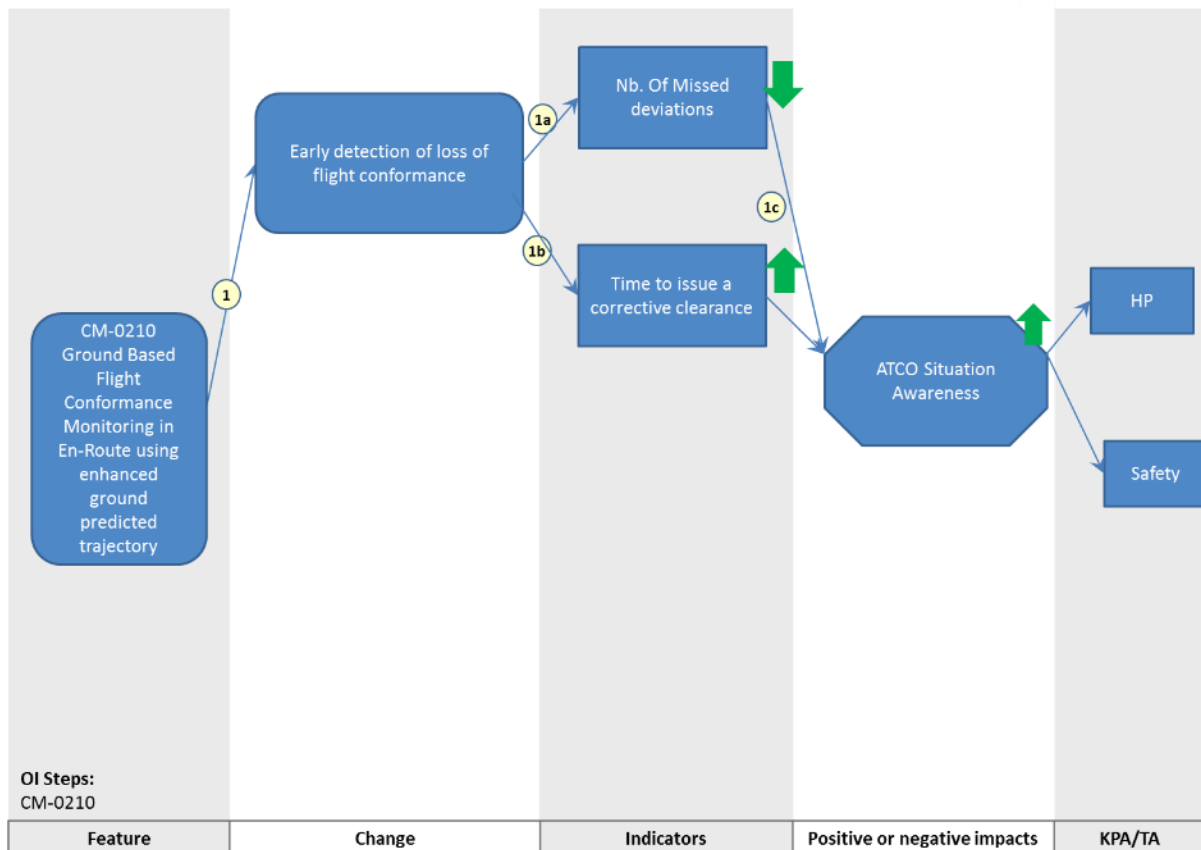 Nb. Of Missed
deviations
1a
Early detection of loss of
flight conformance
1c
1b
Time to issue a
corrective clearance
1
HP
CM-0210
Ground Based
Flight
Conformance
Monitoring in
En-Route using
enhanced
ground
predicted
trajectory
ATCO Situation
Awareness
Safety
OI Steps:
CM-0210
Feature
Change
Indicators
Positive or negative impacts
KPA/TA